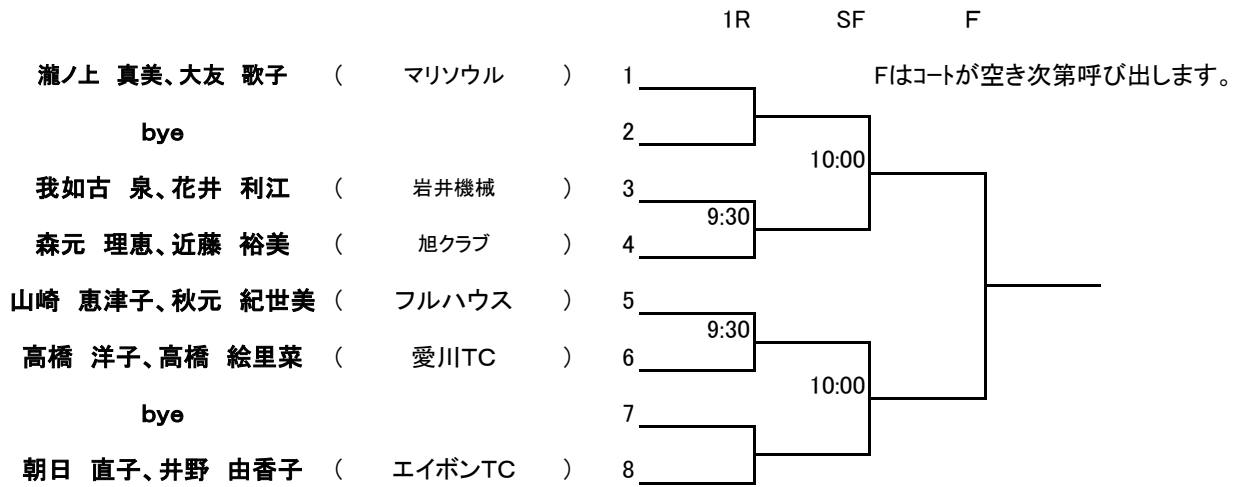 1R SF F
瀧ノ上 真美、大友 歌子 ( マリソウル ) 1 Fはコートが空き次第呼び出します。
bye 2
10:00
我如古 泉、花井 利江 ( 岩井機械 ) 3
9:30
森元 理恵、近藤 裕美 ( 旭クラブ ) 4
山崎 恵津子、秋元 紀世美 ( フルハウス ) 5
9:30
高橋 洋子、高橋 絵里菜 ( 愛川TC ) 6
10:00
bye 7
朝日 直子、井野 由香子 ( エイボンTC ) 8